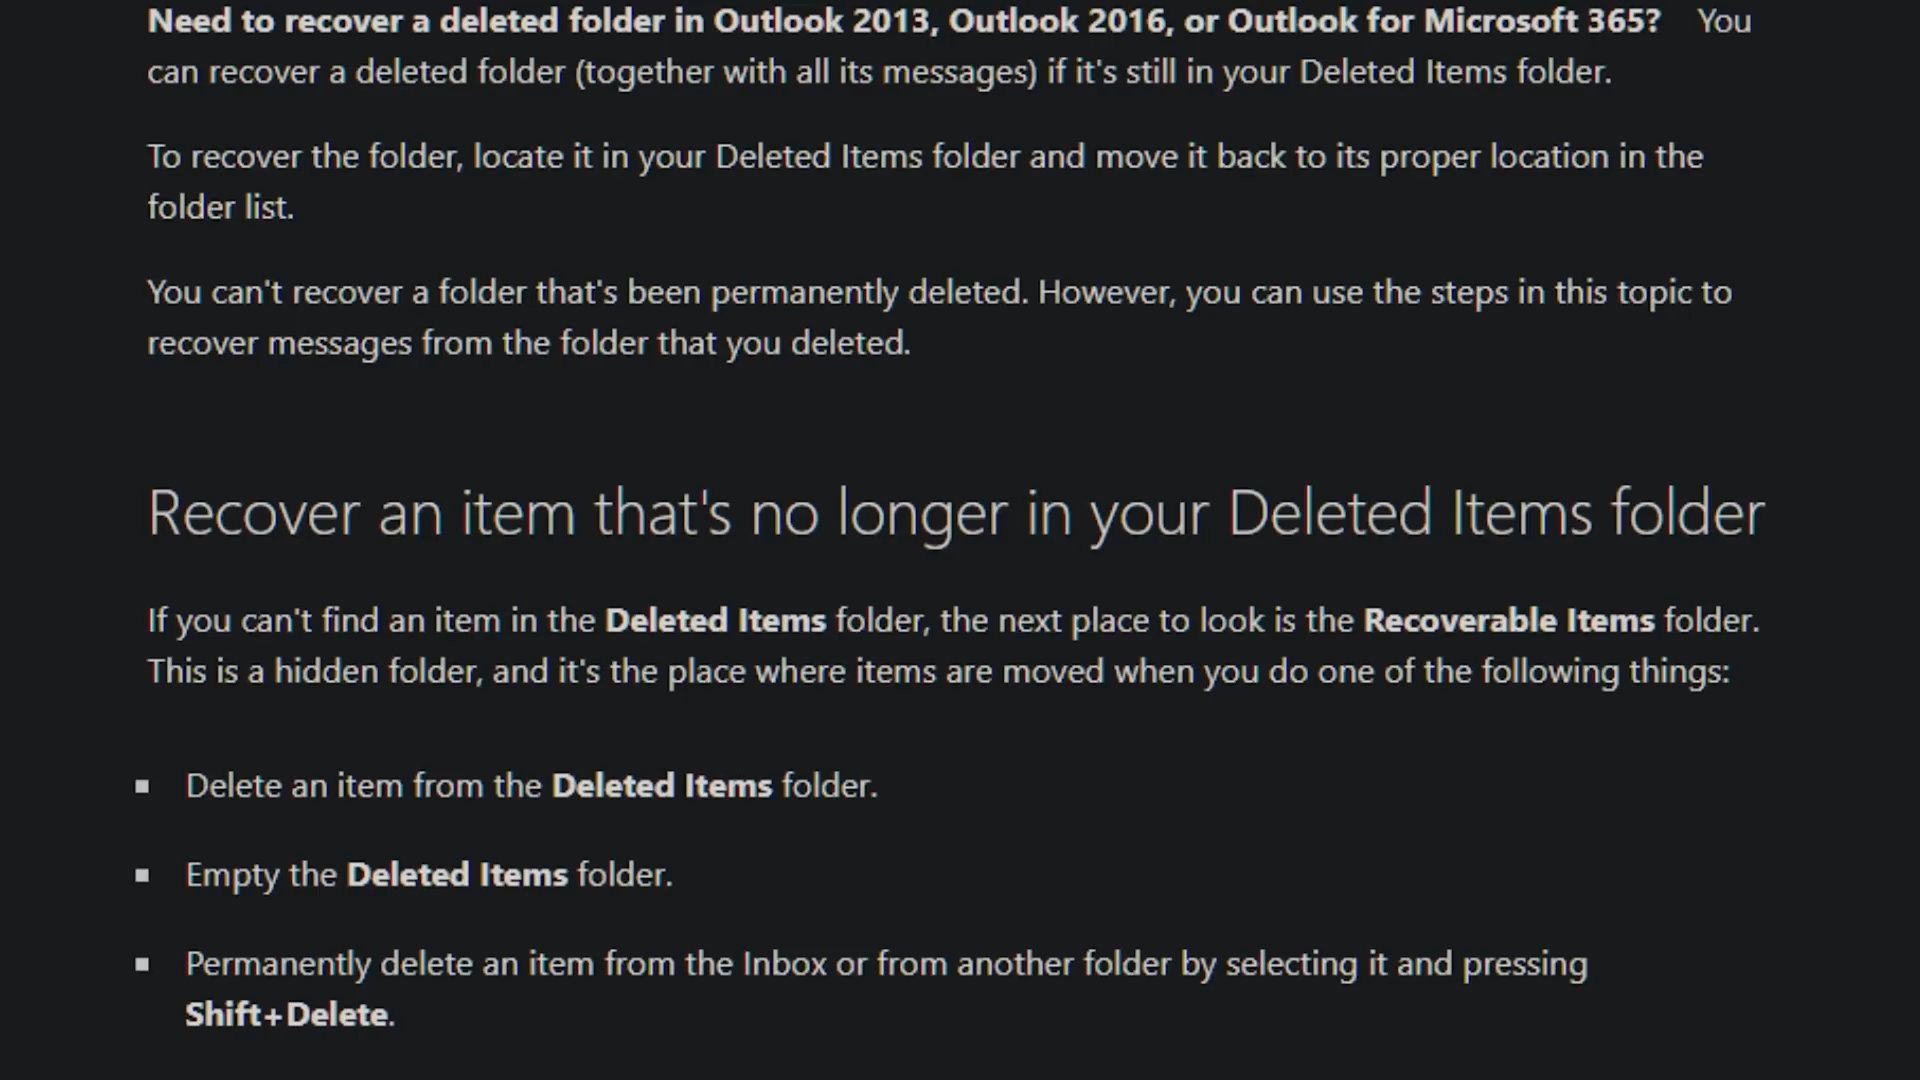 Need to recover a deleted folder in Outlook 2013, Outlook 2016, or Outlook for Microsoft 365? You
can recover a deleted folder (together with all its messages) if it's still in your Deleted Items folder.
To recover the folder, locate it in your Deleted Items folder and move it back to its proper location in the
folder list.
You can't recover a folder that's been permanently deleted. However, you can use the steps in this topic to
recover messages from the folder that you deleted.
Recover an item that's no longer in your Deleted Items folder
If you can't find an item in the Deleted Items folder, the next place to look is the Recoverable Items folder.
This is a hidden folder, and it's the place where items are moved when you do one of the following things:
▪ Delete an item from the Deleted Items folder.
▪ Empty the Deleted Items folder.
▪ Permanently delete an item from the Inbox or from another folder by selecting it and pressing
Shift+Delete.